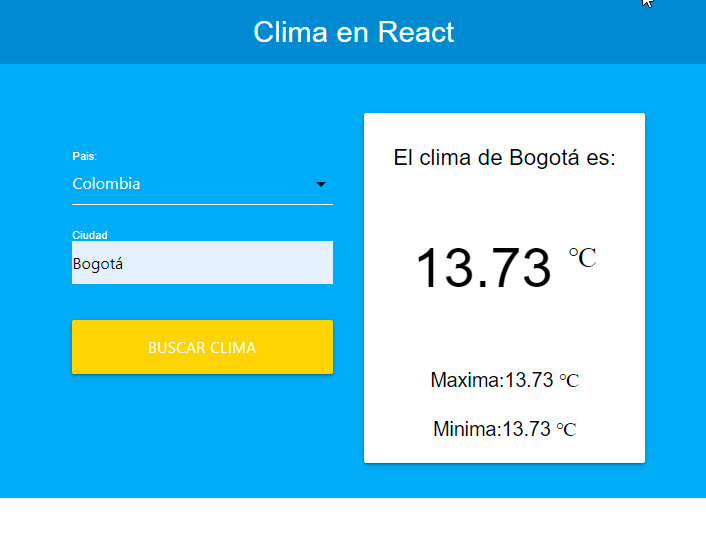 Clima en React
Pais:
Colombia
Ciudad
Bogotá
BUSCAR CLIMA
El clima de Bogotá es:
13.73 ℃
Maxima:13.73 ℃
Minima:13.73 ℃